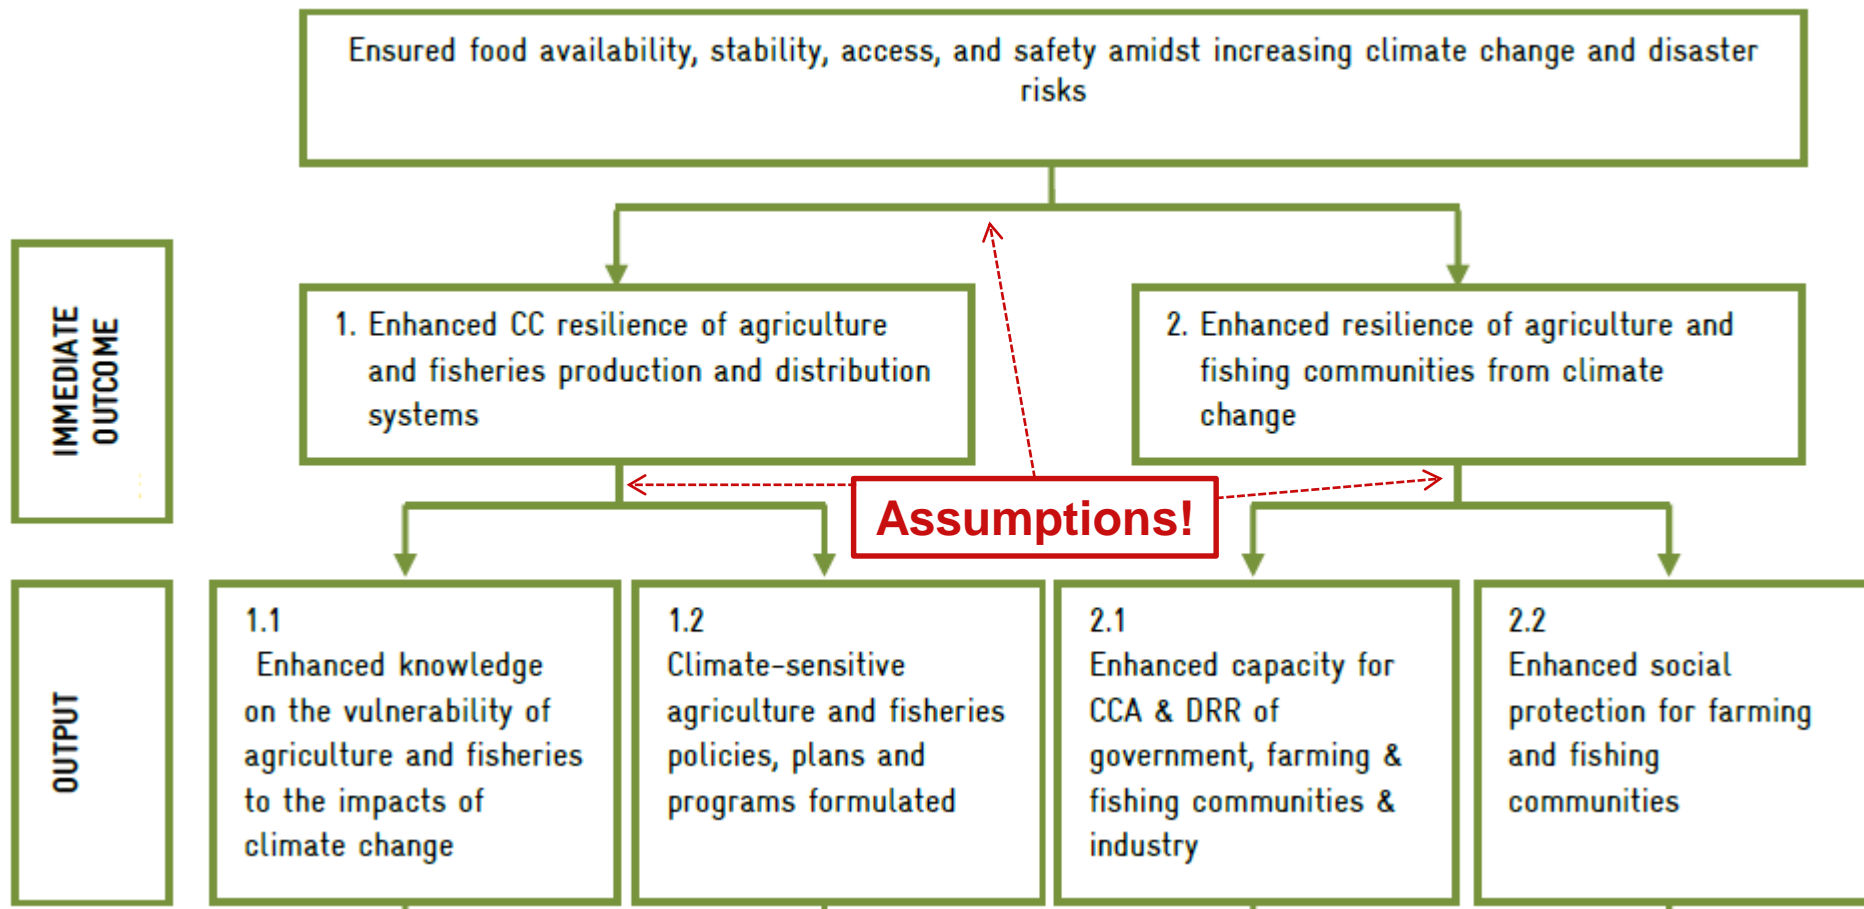 Ensured food availability, stability, access, and safety amidst increasing climate change and disaster
risks
IMMEDIATE
OUTCOME
1. Enhanced CC resilience of agriculture
and fisheries production and distribution
systems
2. Enhanced resilience of agriculture and
fishing communities from climate
change
Assumptions!
OUTPUT
1.1
Enhanced knowledge
on the vulnerability of
agriculture and fisheries
to the impacts of
climate change
1.2
Climate-sensitive
agriculture and fisheries
policies, plans and
programs formulated
2.1
Enhanced capacity for
CCA & DRR of
government, farming &
fishing communities &
industry
2.2
Enhanced social
protection for farming
and fishing
communities